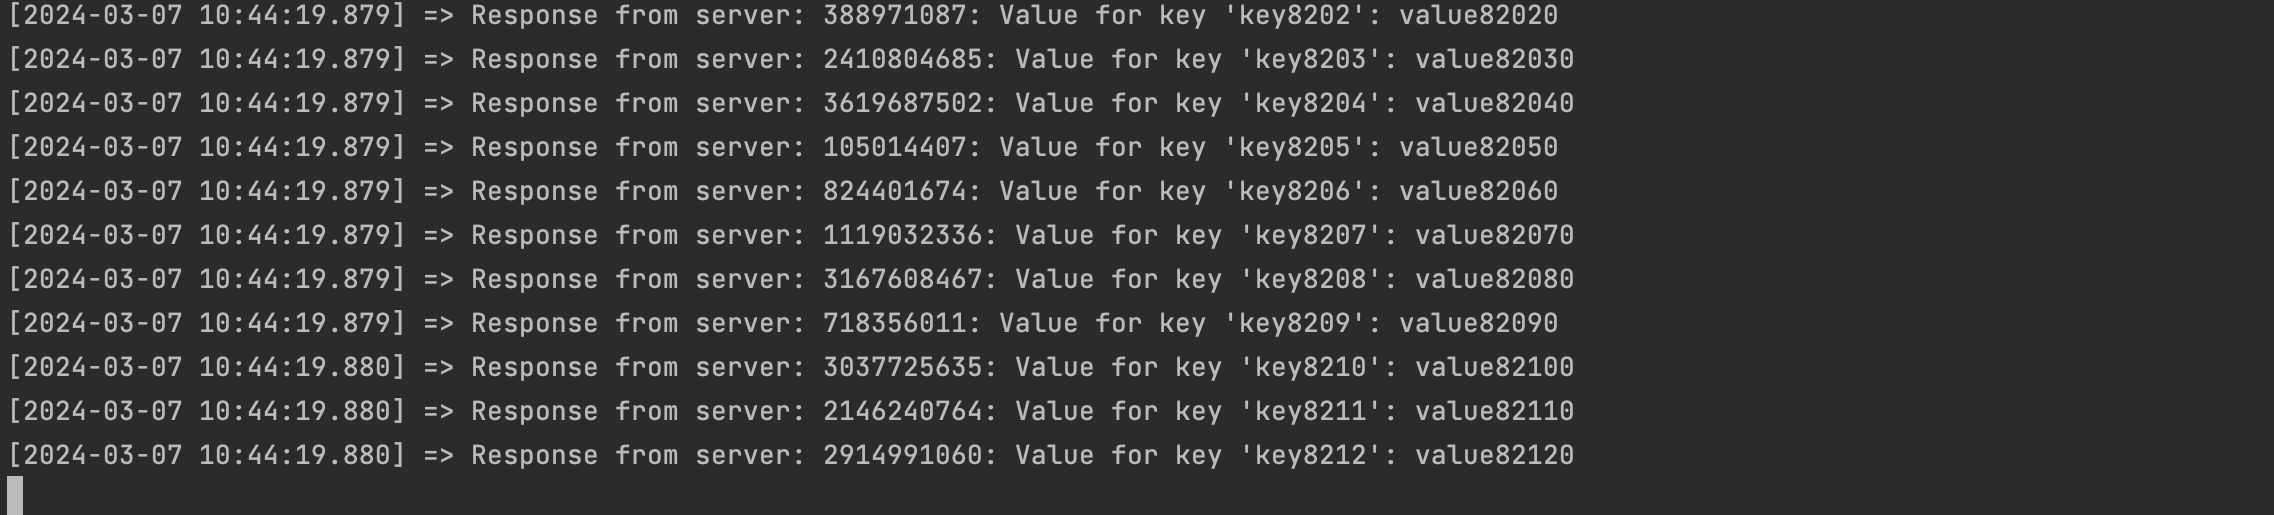 [2024-03-07 10:44:19.879] => Response from server: 388971087: Value for key 'key8202': value82020
[2024-03-07 10:44:19.879] => Response from server: 2410804685: Value for key 'key8203': value82030
[2024-03-07 10:44:19.879] => Response from server: 3619687502: Value for key 'key8204': value82040
[2024-03-07 10:44:19.879] => Response from server: 105014407: Value for key 'key8205': value82050
[2024-03-07 10:44:19.879] => Response from server: 824401674: Value for key 'key8206': value82060
[2024-03-07 10:44:19.879] => Response from server: 1119032336: Value for key 'key8207': value82070
[2024-03-07 10:44:19.879] => Response from server: 3167608467: Value for key 'key8208': value82080
[2024-03-07 10:44:19.879] => Response from server: 718356011: Value for key 'key8209': value82090
[2024-03-07 10:44:19.880] => Response from server: 3037725635: Value for key 'key8210': value82100
[2024-03-07 10:44:19.880] => Response from server: 2146240764: Value for key 'key8211': value82110
[2024-03-07 10:44:19.880] => Response from server: 2914991060: Value for key 'key8212': value82120